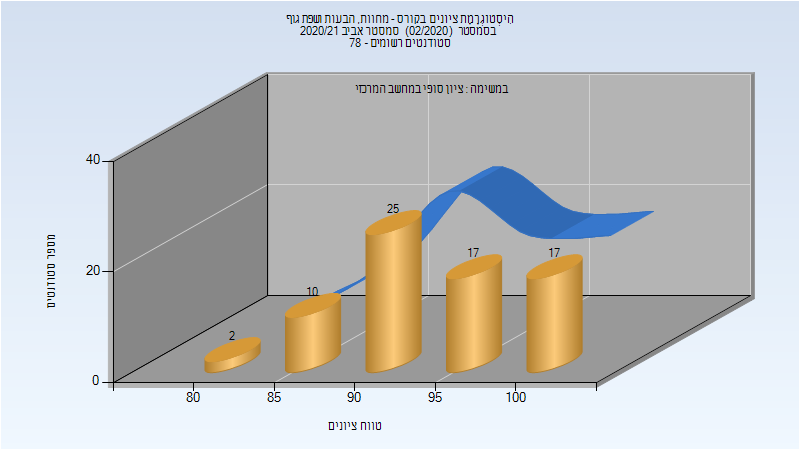 היסטוגרמת ציונים בקורס - מחוות, הבעות ושפת גוף
בסמסטר (02/2020) סמסטר אביב 2020/21
סטודנטים רשומים - 78
במשימה : ציון סופי במחשב המרכזי
מספר סטודנטים
40
20
0
2
10
25
17
17
80
85
90
95
100
טווח ציונים